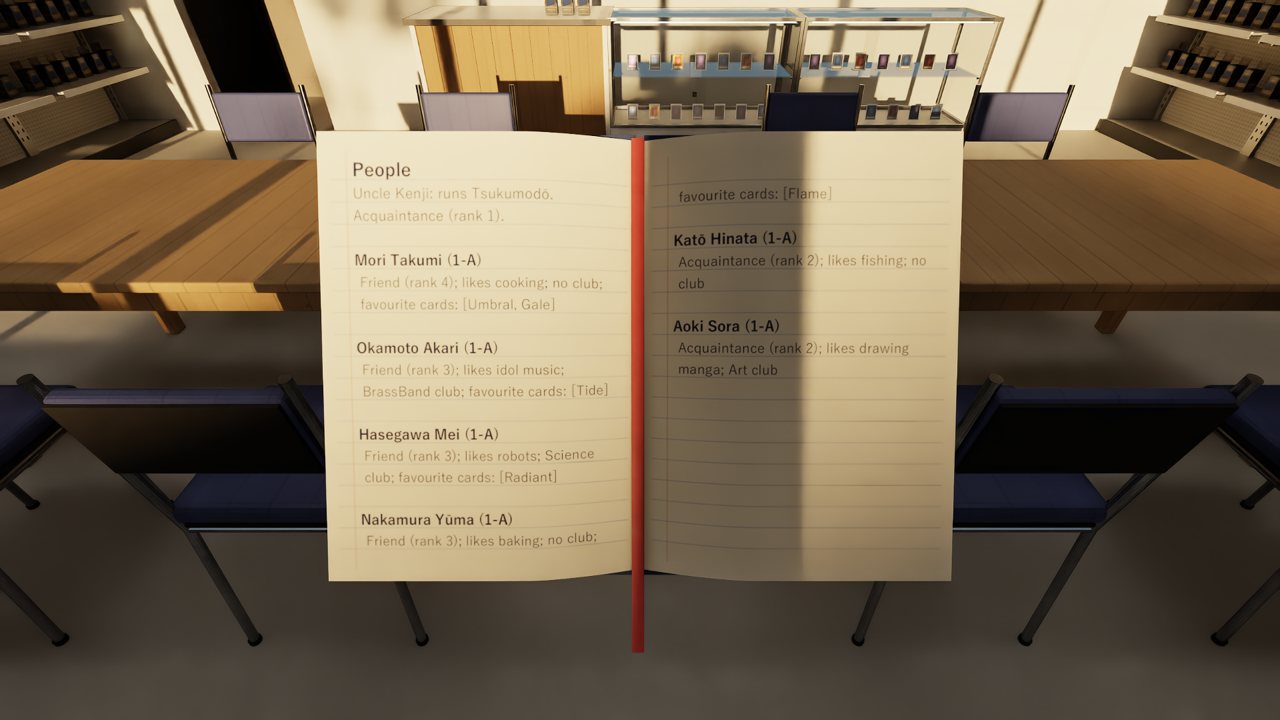 People
Uncle Kenji: runs Tsukumodō.
Acquaintance (rank 1).
Mori Takumi (1-A)
Friend (rank 4); likes cooking; no club;
favourite cards: [Umbral, Gale]
Okamoto Akari (1-A)
Friend (rank 3); likes idol music;
BrassBand club; favourite cards: [Tide]
Hasegawa Mei (1-A)
Friend (rank 3); likes robots; Science
club; favourite cards: [Radiant]
Nakamura Yūma (1-A)
Friend (rank 3); likes baking; no club;
favourite cards: [Flame]
Katō Hinata (1-A)
Acquaintance (rank 2); likes fishing; no
club
Aoki Sora (1-A)
Acquaintance (rank 2); likes drawing
manga; Art club